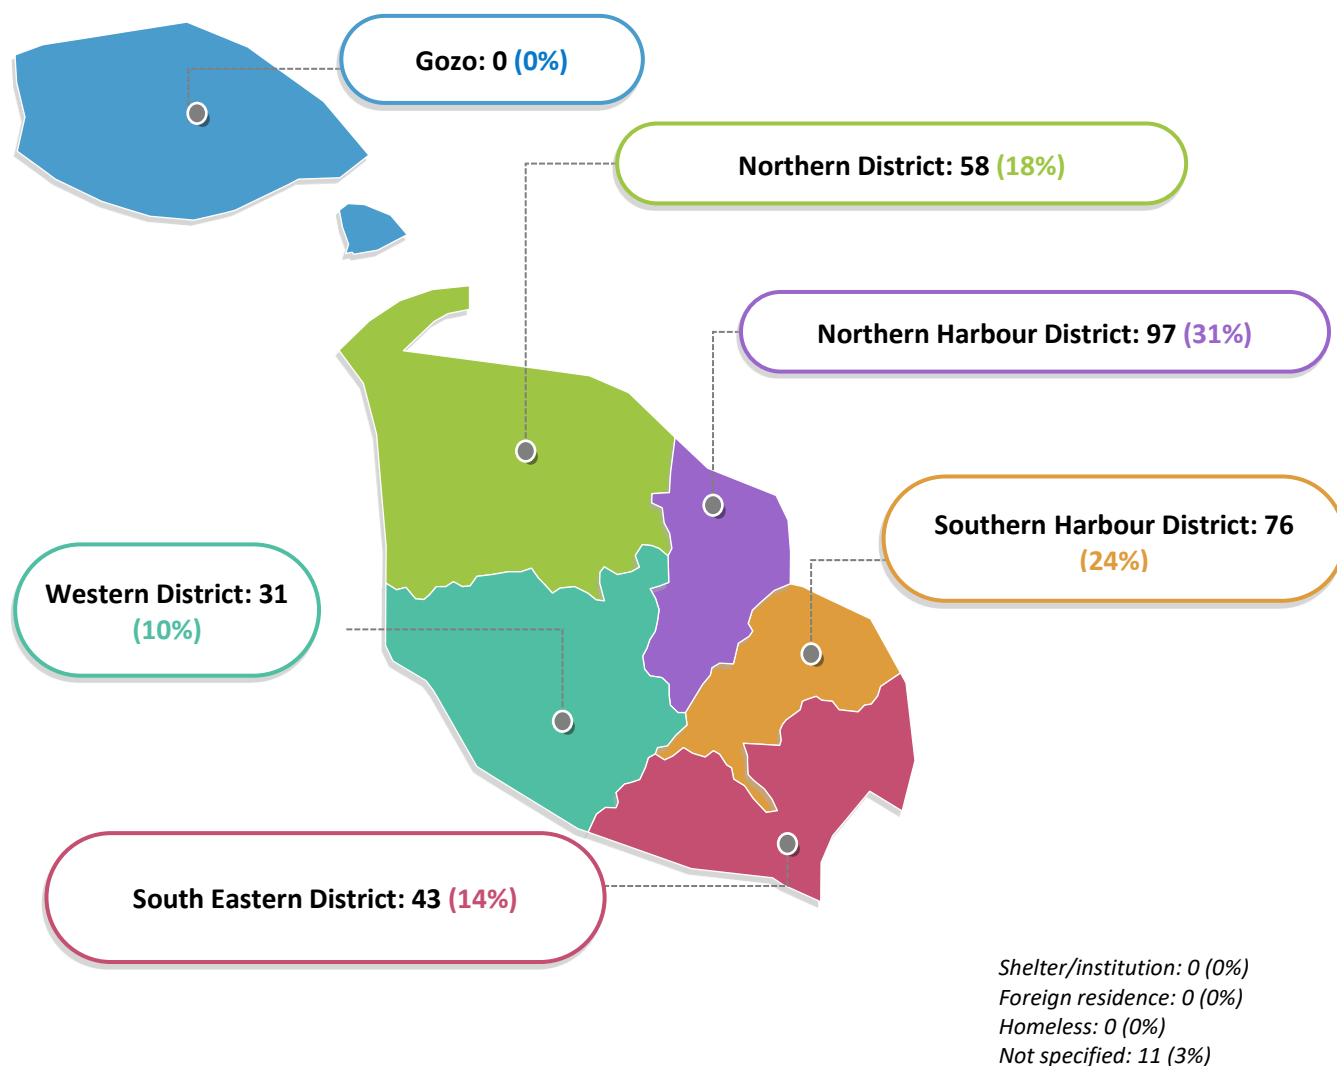 Gozo: 0 (0%)
Northern District: 58 (18%)
Northern Harbour District: 97 (31%)
Southern Harbour District: 76
(24%)
Western District: 31
(10%)
South Eastern District: 43 (14%)
Shelter/institution: 0 (0%)
Foreign residence: 0 (0%)
Homeless: 0 (0%)
Not specified: 11 (3%)